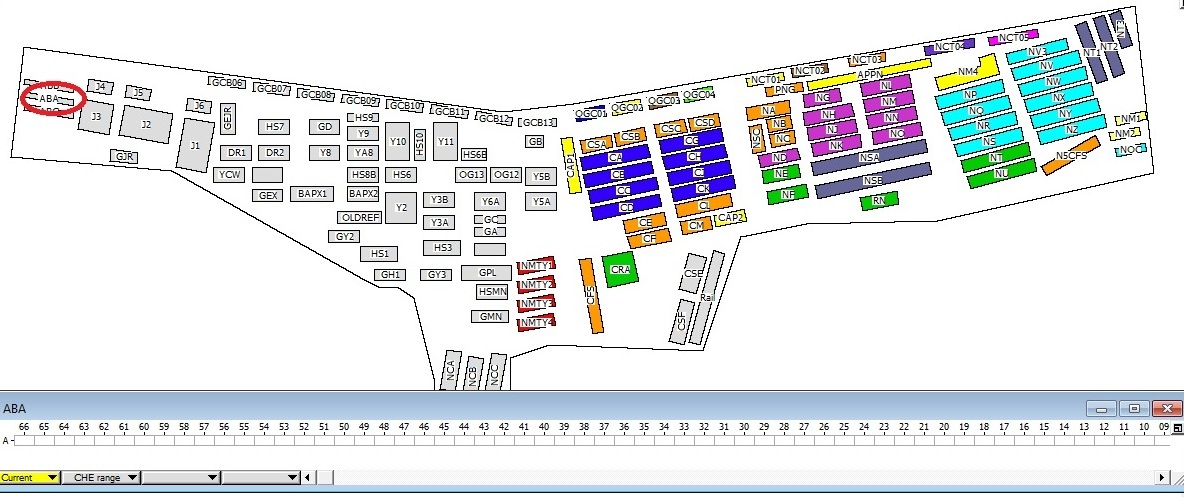 ABB
ABA
ABC
J4
J5
J3
J2
GJR
J6
J1
GEJR
GCB06
GCB07
GCB08
GCB09
GCB10
GCB11
GCB12
GCB13
HS7
GD
HS9
Y9
Y10
HS10
Y11
GB
DR1
DR2
Y8
YA8
HS6B
YCW
HS8B
HS6
OG13
OG12
Y5B
GEX
BAPX1
BAPX2
Y2
Y3B
Y6A
Y5A
OLDREF
Y3A
GC
GA
GY2
HS1
HS3
GH1
GY3
GPL
HSMN
GMN
NMTY1
NMTY2
NMTY3
NMTY4
NCA
NCB
NCC
CAP1
QGC01
QGC02
QGC03
QGC04
CSA
CSB
CSC
CSD
CA
CB
CC
CD
CE
CF
CG
CH
CJ
CK
CL
CM
CAP2
CFS
CRA
CSE
CSF
Rail
NCT01
NCT02
NCT03
NCT04
NCT05
PNG
APPN
NA
NB
NC
NSC
ND
NE
NF
NG
NH
NJ
NK
NL
NM
NN
NO
NSA
NSB
RN
NM4
NP
NQ
NR
NS
NT
NU
NV3
NV
NW
NX
NY
NZ
NSCFS
NT1
NT2
NT3
NM1
NM2
NOC
ABA
66 65 64 63 62 61 60 59 58 57 56 55 54 53 52 51 50 49 48 47 46 45 44 43 42 41 40 39 38 37 36 35 34 33 32 31 30 29 28 27 26 25 24 23 22 21 20 19 18 17 16 15 14 13 12 11 10 09
A
Current CHE range